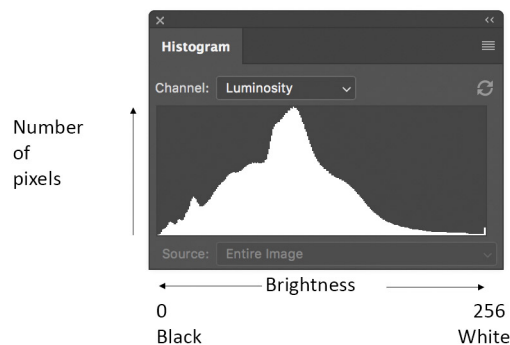 Histogram
Channel: Luminosity
Number
of
pixels
Source: Entire Image
Brightness
0 256
Black White